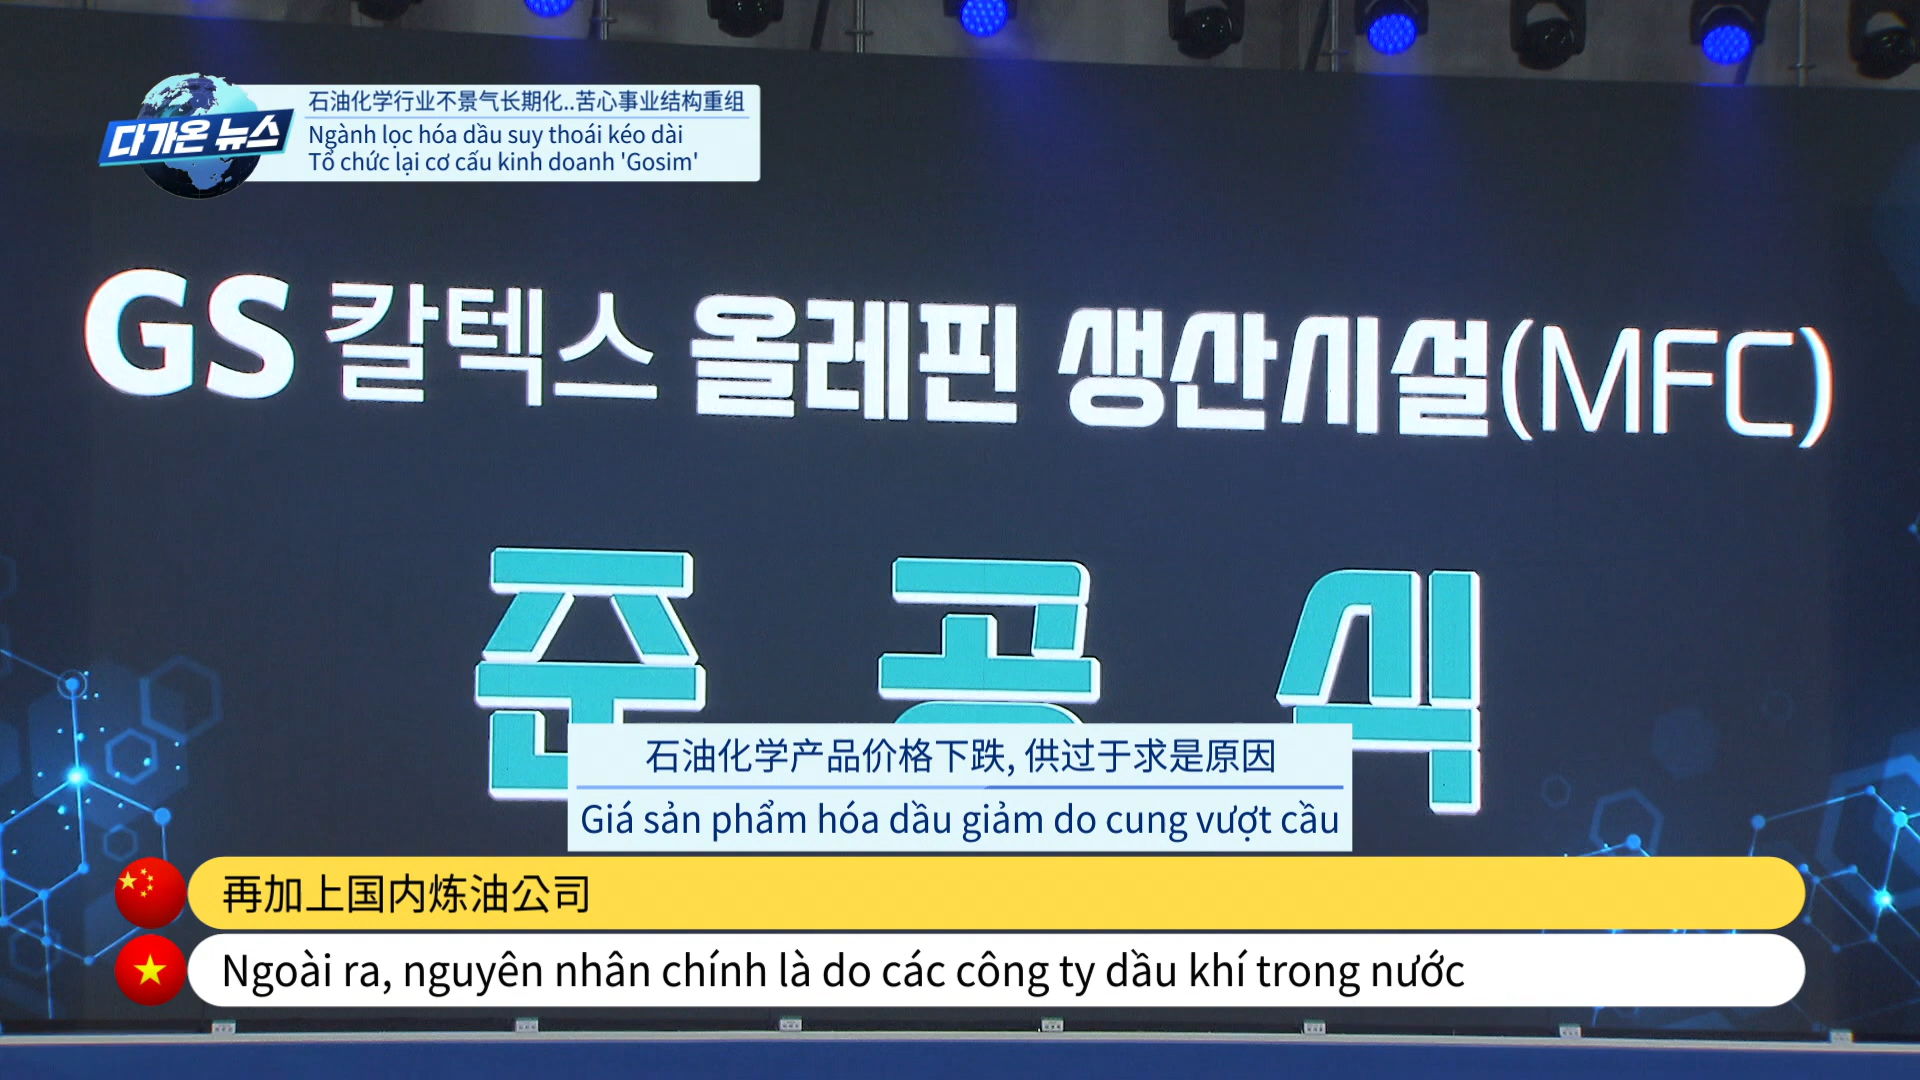 다가온 뉴스
石油化学行业不景气长期化..苦心事业结构重组
Ngành lọc hóa dầu suy thoái kéo dài
Tổ chức lại cơ cấu kinh doanh 'Gosim'
GS 칼텍스 올레핀 생산시설(MFC)
준공식
石油化学产品价格下跌, 供过于求是原因
Giá sản phẩm hóa dầu giảm do cung vượt cầu
再加上国内炼油公司
Ngoài ra, nguyên nhân chính là do các công ty dầu khí trong nước